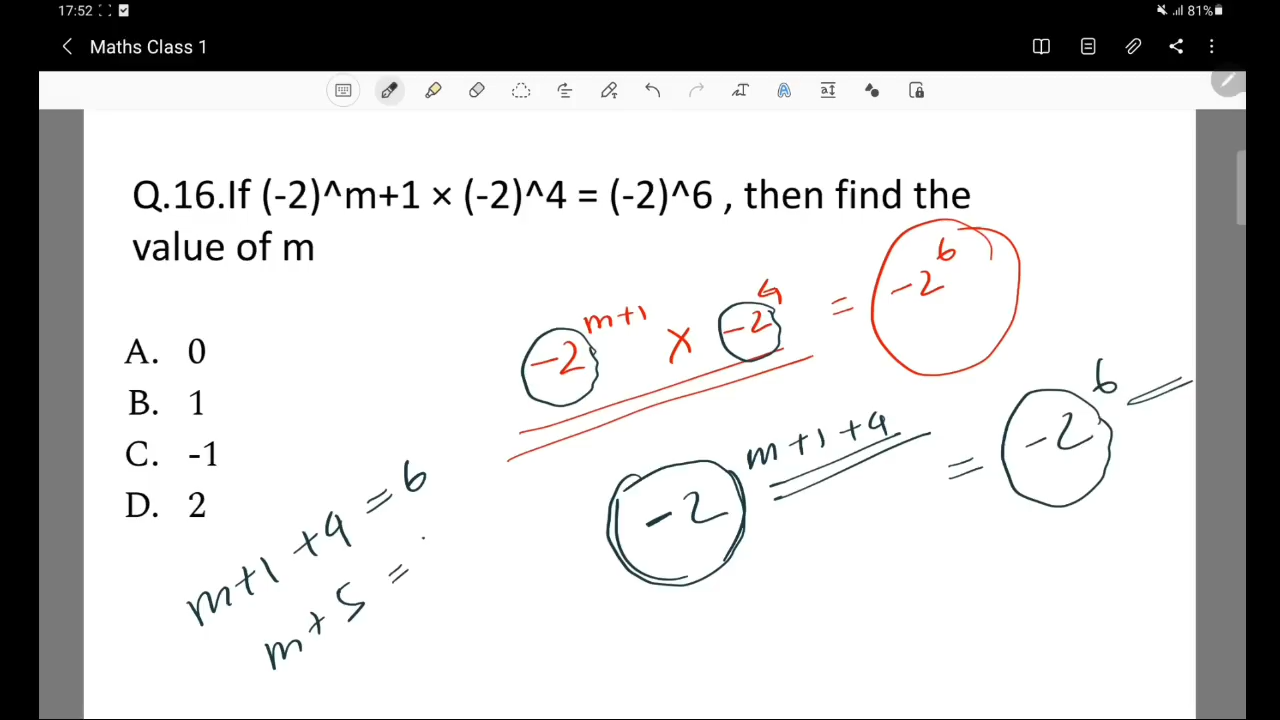 17:52
81%
Maths Class 1
Q.16.If (-2)^m+1 × (-2)^4 = (-2)^6 , then find the
value of m
A. 0
B. 1
C. -1
D. 2
-2^m+1 × -2^4 = -2^6
-2^m+1+4 = -2^6
m+1+4=6
m+5=